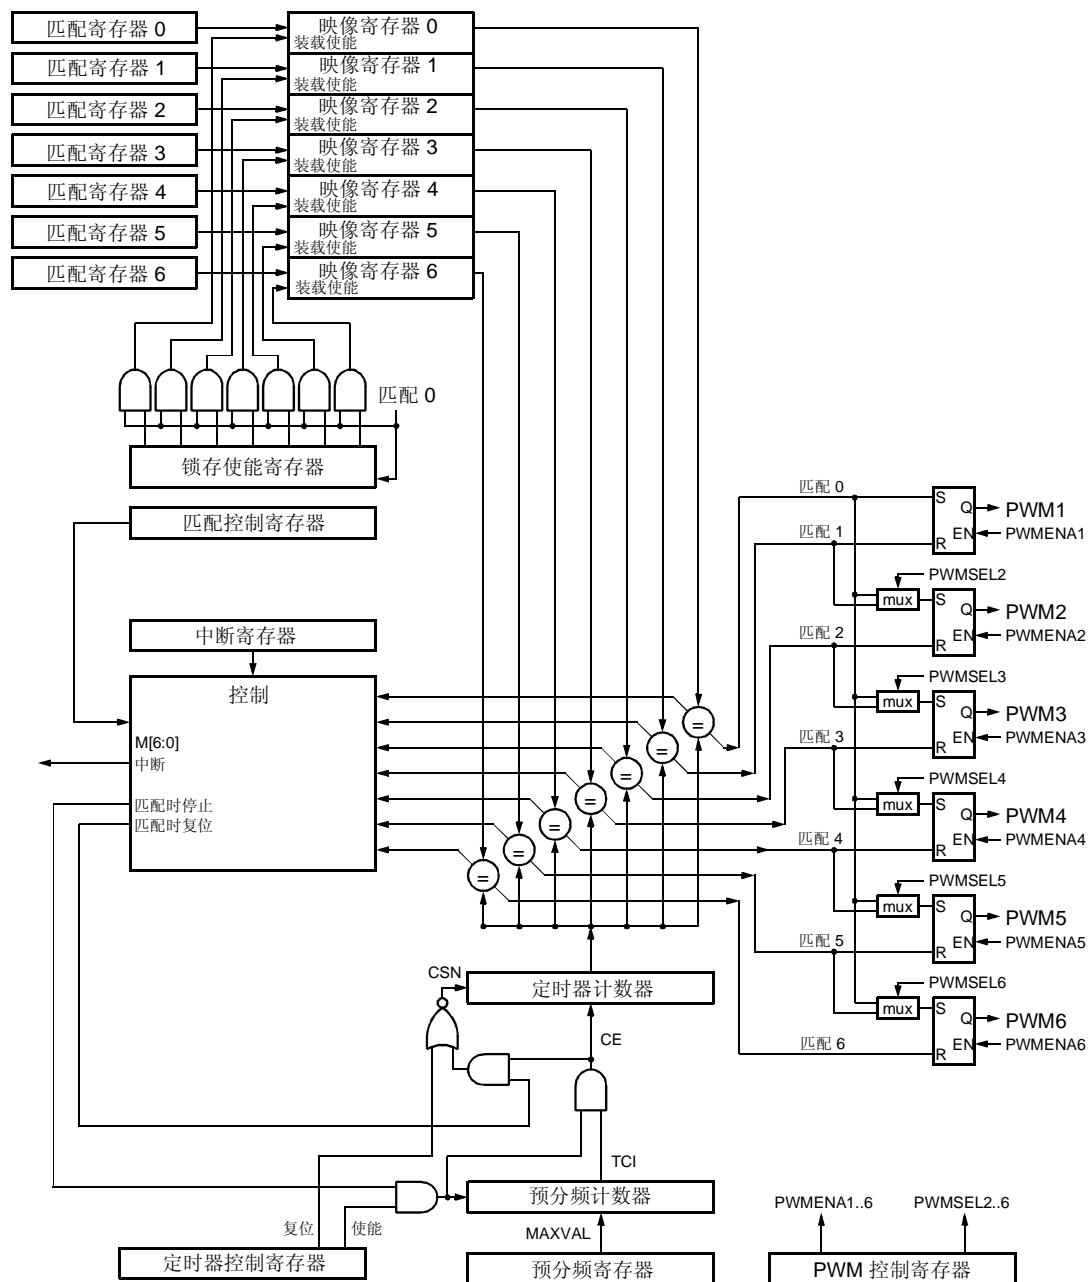 匹配寄存器 0
映像寄存器 0
装载使能
匹配寄存器 1
映像寄存器 1
装载使能
匹配寄存器 2
映像寄存器 2
装载使能
匹配寄存器 3
映像寄存器 3
装载使能
匹配寄存器 4
映像寄存器 4
装载使能
匹配寄存器 5
映像寄存器 5
装载使能
匹配寄存器 6
映像寄存器 6
装载使能
匹配 0
锁存使能寄存器
匹配控制寄存器
中断寄存器
控制
M[6:0]
中断
匹配时停止
匹配时复位
=
=
=
=
=
=
=
匹配 0
S
Q
PWM1
匹配 1
EN
PWMENA1
R
PWMSEL2
mux
S
Q
PWM2
匹配 2
EN
PWMENA2
R
PWMSEL3
mux
S
Q
PWM3
匹配 3
EN
PWMENA3
R
PWMSEL4
mux
S
Q
PWM4
匹配 4
EN
PWMENA4
R
PWMSEL5
mux
S
Q
PWM5
匹配 5
EN
PWMENA5
R
PWMSEL6
mux
S
Q
PWM6
匹配 6
EN
PWMENA6
R
CSN
定时器计数器
CE
TCI
预分频计数器
MAXVAL
预分频寄存器
复位
使能
定时器控制寄存器
PWMENA1..6
PWMSEL2..6
PWM 控制寄存器